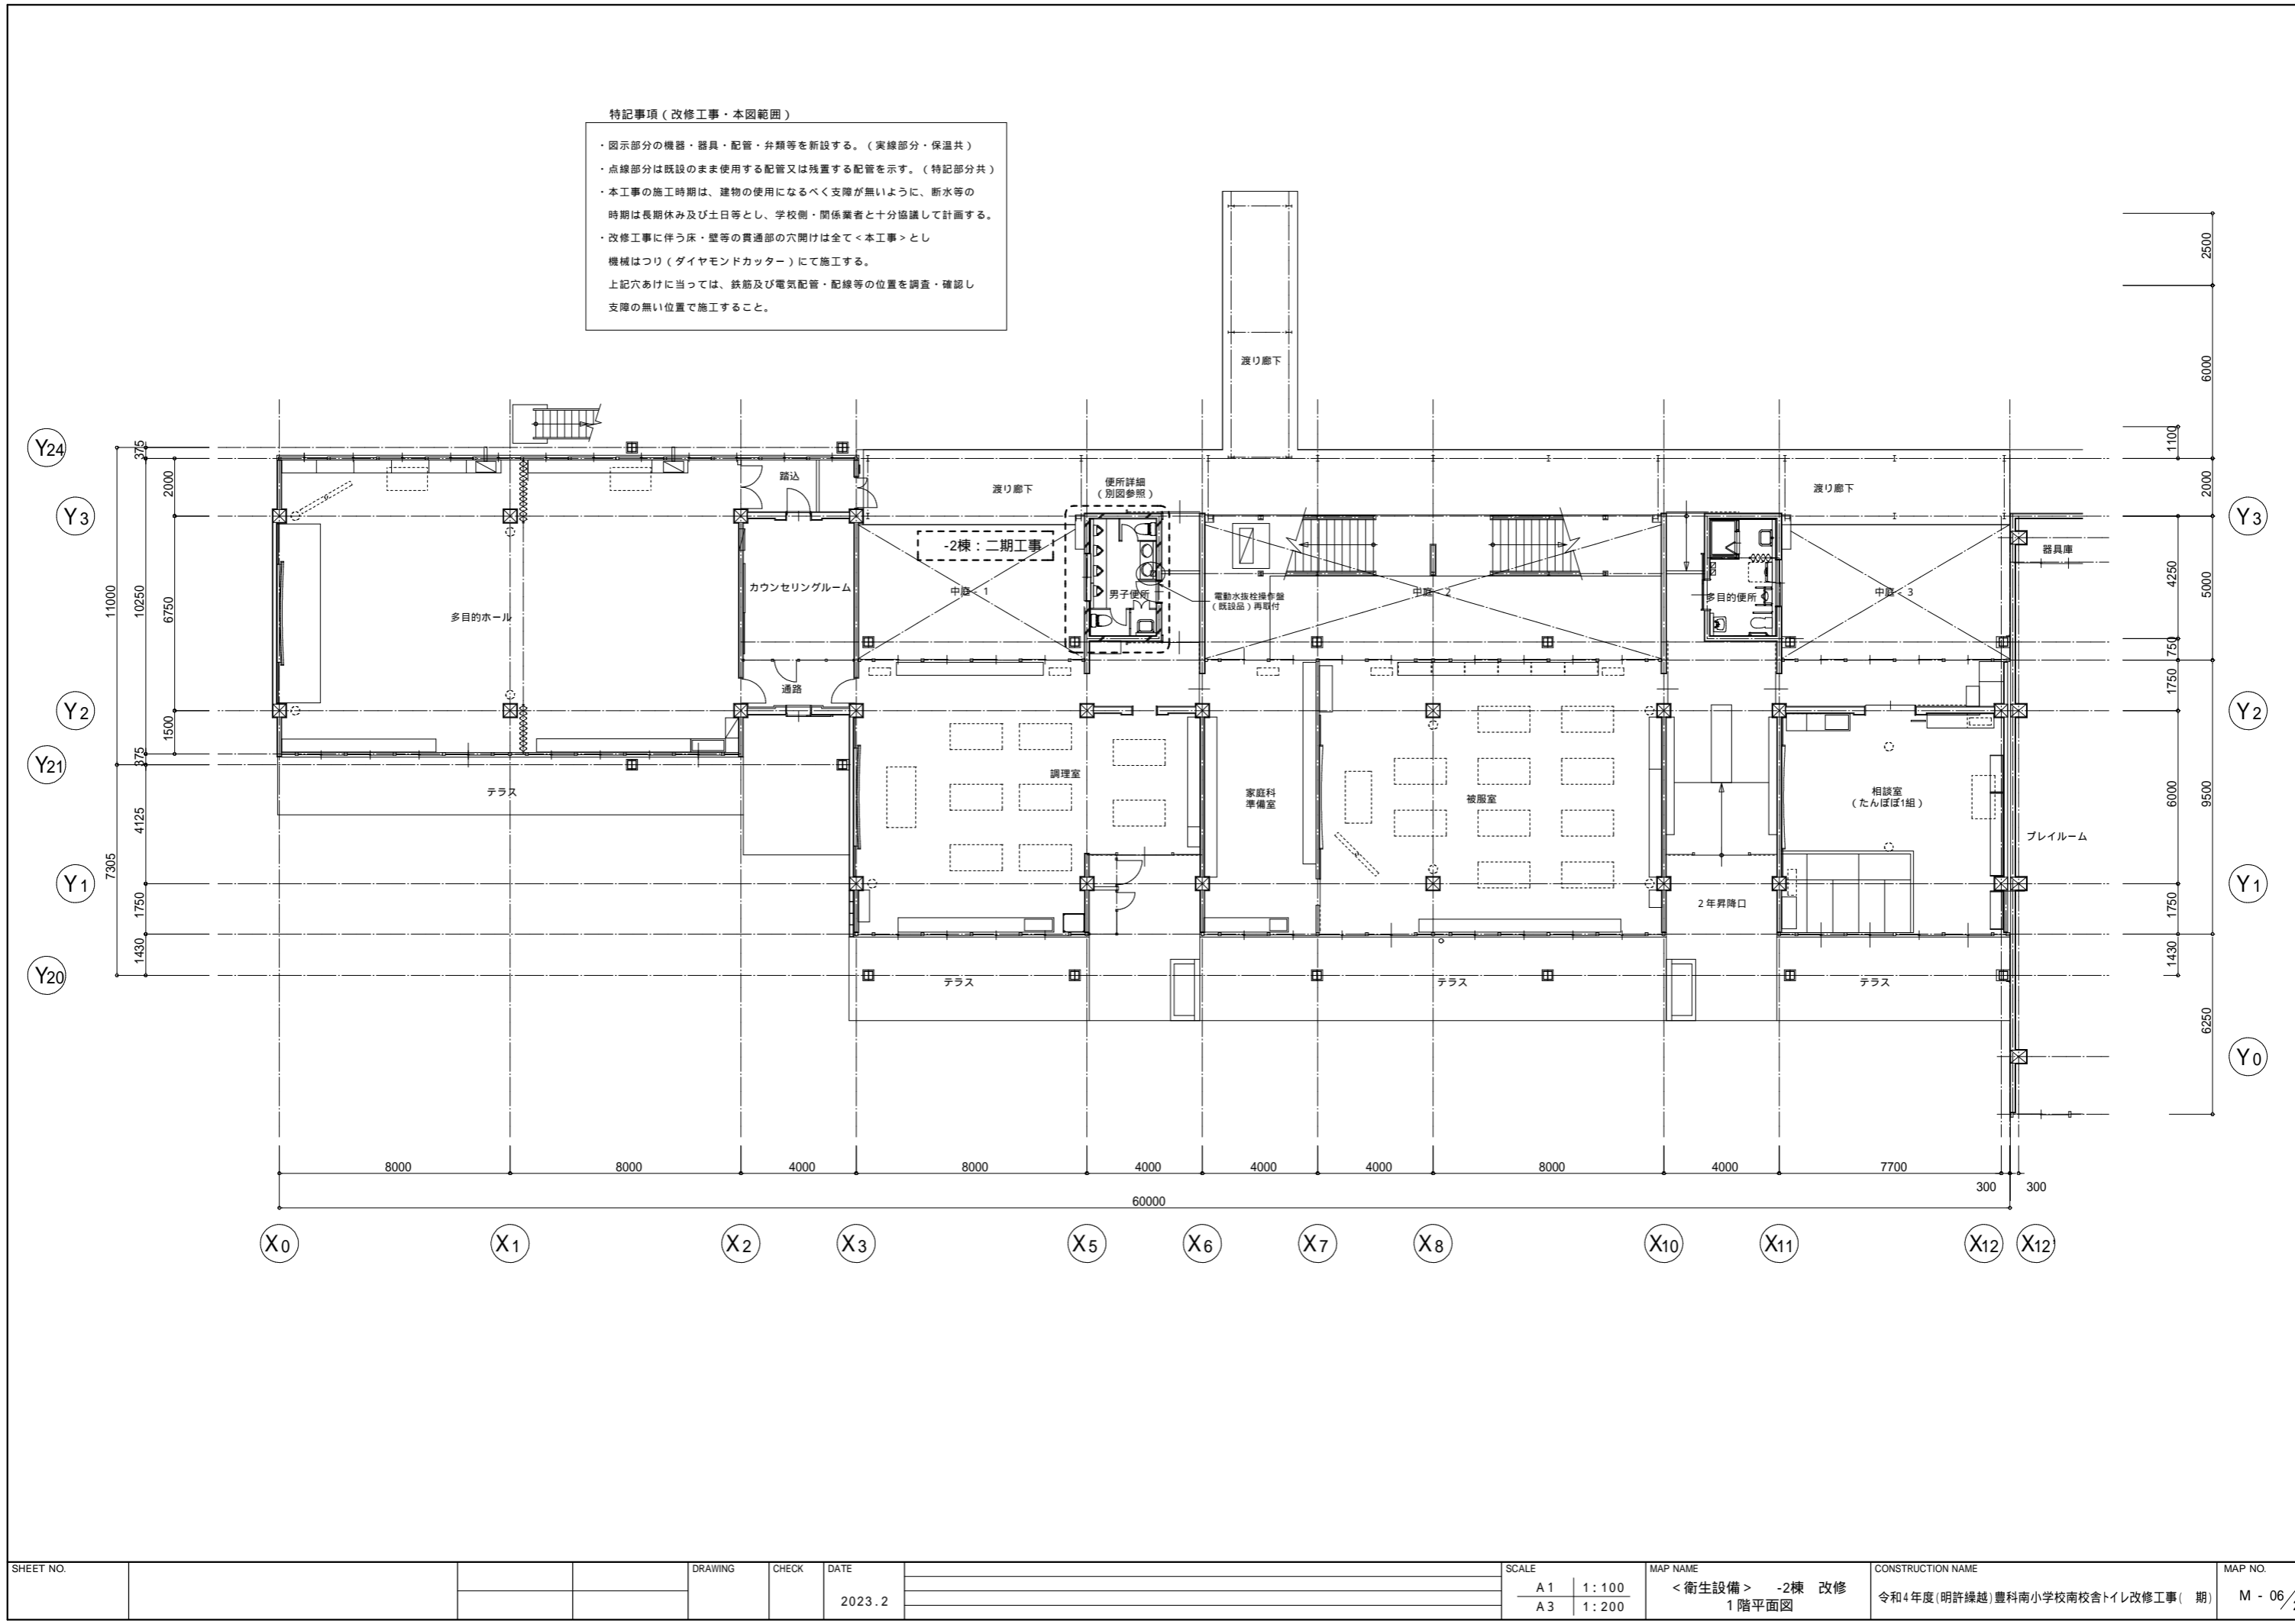 特記事項（改修工事・本図範囲）
・図示部分の機器・器具・配管・弁類等を新設する。（実線部分・保温共）
・点線部分は既設のまま使用する配管又は残置する配管を示す。（特記部分共）
・本工事の施工時期は、建物の使用になるべく支障が無いように、断水等の
時期は長期休み及び土日等とし、学校側・関係業者と十分協議して計画する。
・改修工事に伴う床・壁等の貫通部の穴開けは全て＜本工事＞とし
機械はつり（ダイヤモンドカッター）にて施工する。
上記穴あけに当っては、鉄筋及び電気配管・配線等の位置を調査・確認し
支障の無い位置で施工すること。
渡り廊下
2500
6000
1100
2000
4250
5000
750
1750
6000
9500
1750
1430
6250
Y24
Y3
Y2
Y21
Y1
Y20
375
2000
11000
10250
6750
1500
375
4125
7305
1750
1430
Y3
Y2
Y1
Y0
踏込
渡り廊下
便所詳細
（別図参照）
渡り廊下
-2棟：二期工事
器具庫
カウンセリングルーム
中庭 - 1
男子便所
電動水抜栓操作盤
（既設品）再取付
中庭 - 2
多目的便所
中庭 - 3
多目的ホール
通路
調理室
家庭科
準備室
被服室
相談室
（たんぽぽ1組）
プレイルーム
テラス
2年昇降口
テラス
テラス
テラス
8000
8000
4000
8000
4000
4000
4000
8000
4000
7700
300
300
60000
X0
X1
X2
X3
X5
X6
X7
X8
X10
X11
X12
X12'
SHEET NO.
DRAWING
CHECK
DATE
2023.2
SCALE
A1 1:100
A3 1:200
MAP NAME
＜衛生設備＞ -2棟 改修
1階平面図
CONSTRUCTION NAME
令和4年度(明許繰越)豊科南小学校南校舎トイレ改修工事( 期)
MAP NO.
M - 06/